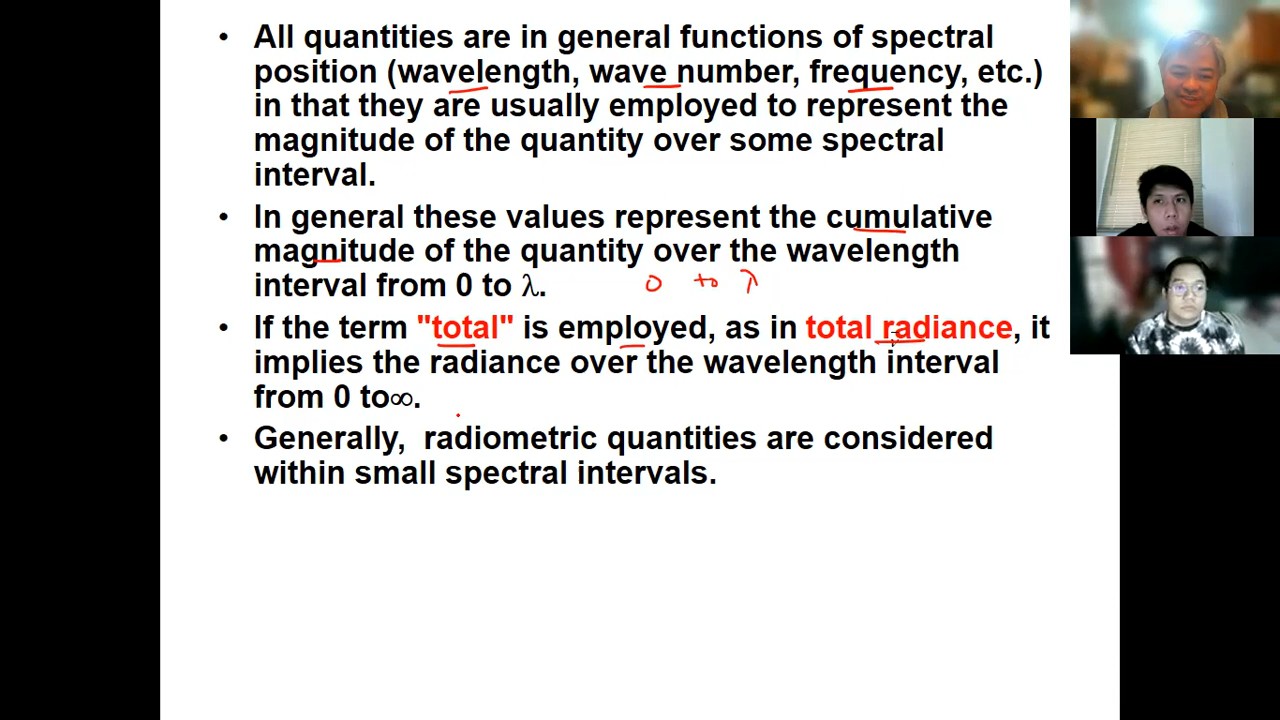 • All quantities are in general functions of spectral
position (wavelength, wave number, frequency, etc.)
in that they are usually employed to represent the
magnitude of the quantity over some spectral
interval.
• In general these values represent the cumulative
magnitude of the quantity over the wavelength
interval from 0 to λ.
0 to λ
• If the term "total" is employed, as in total radiance, it
implies the radiance over the wavelength interval
from 0 to∞.
• Generally, radiometric quantities are considered
within small spectral intervals.